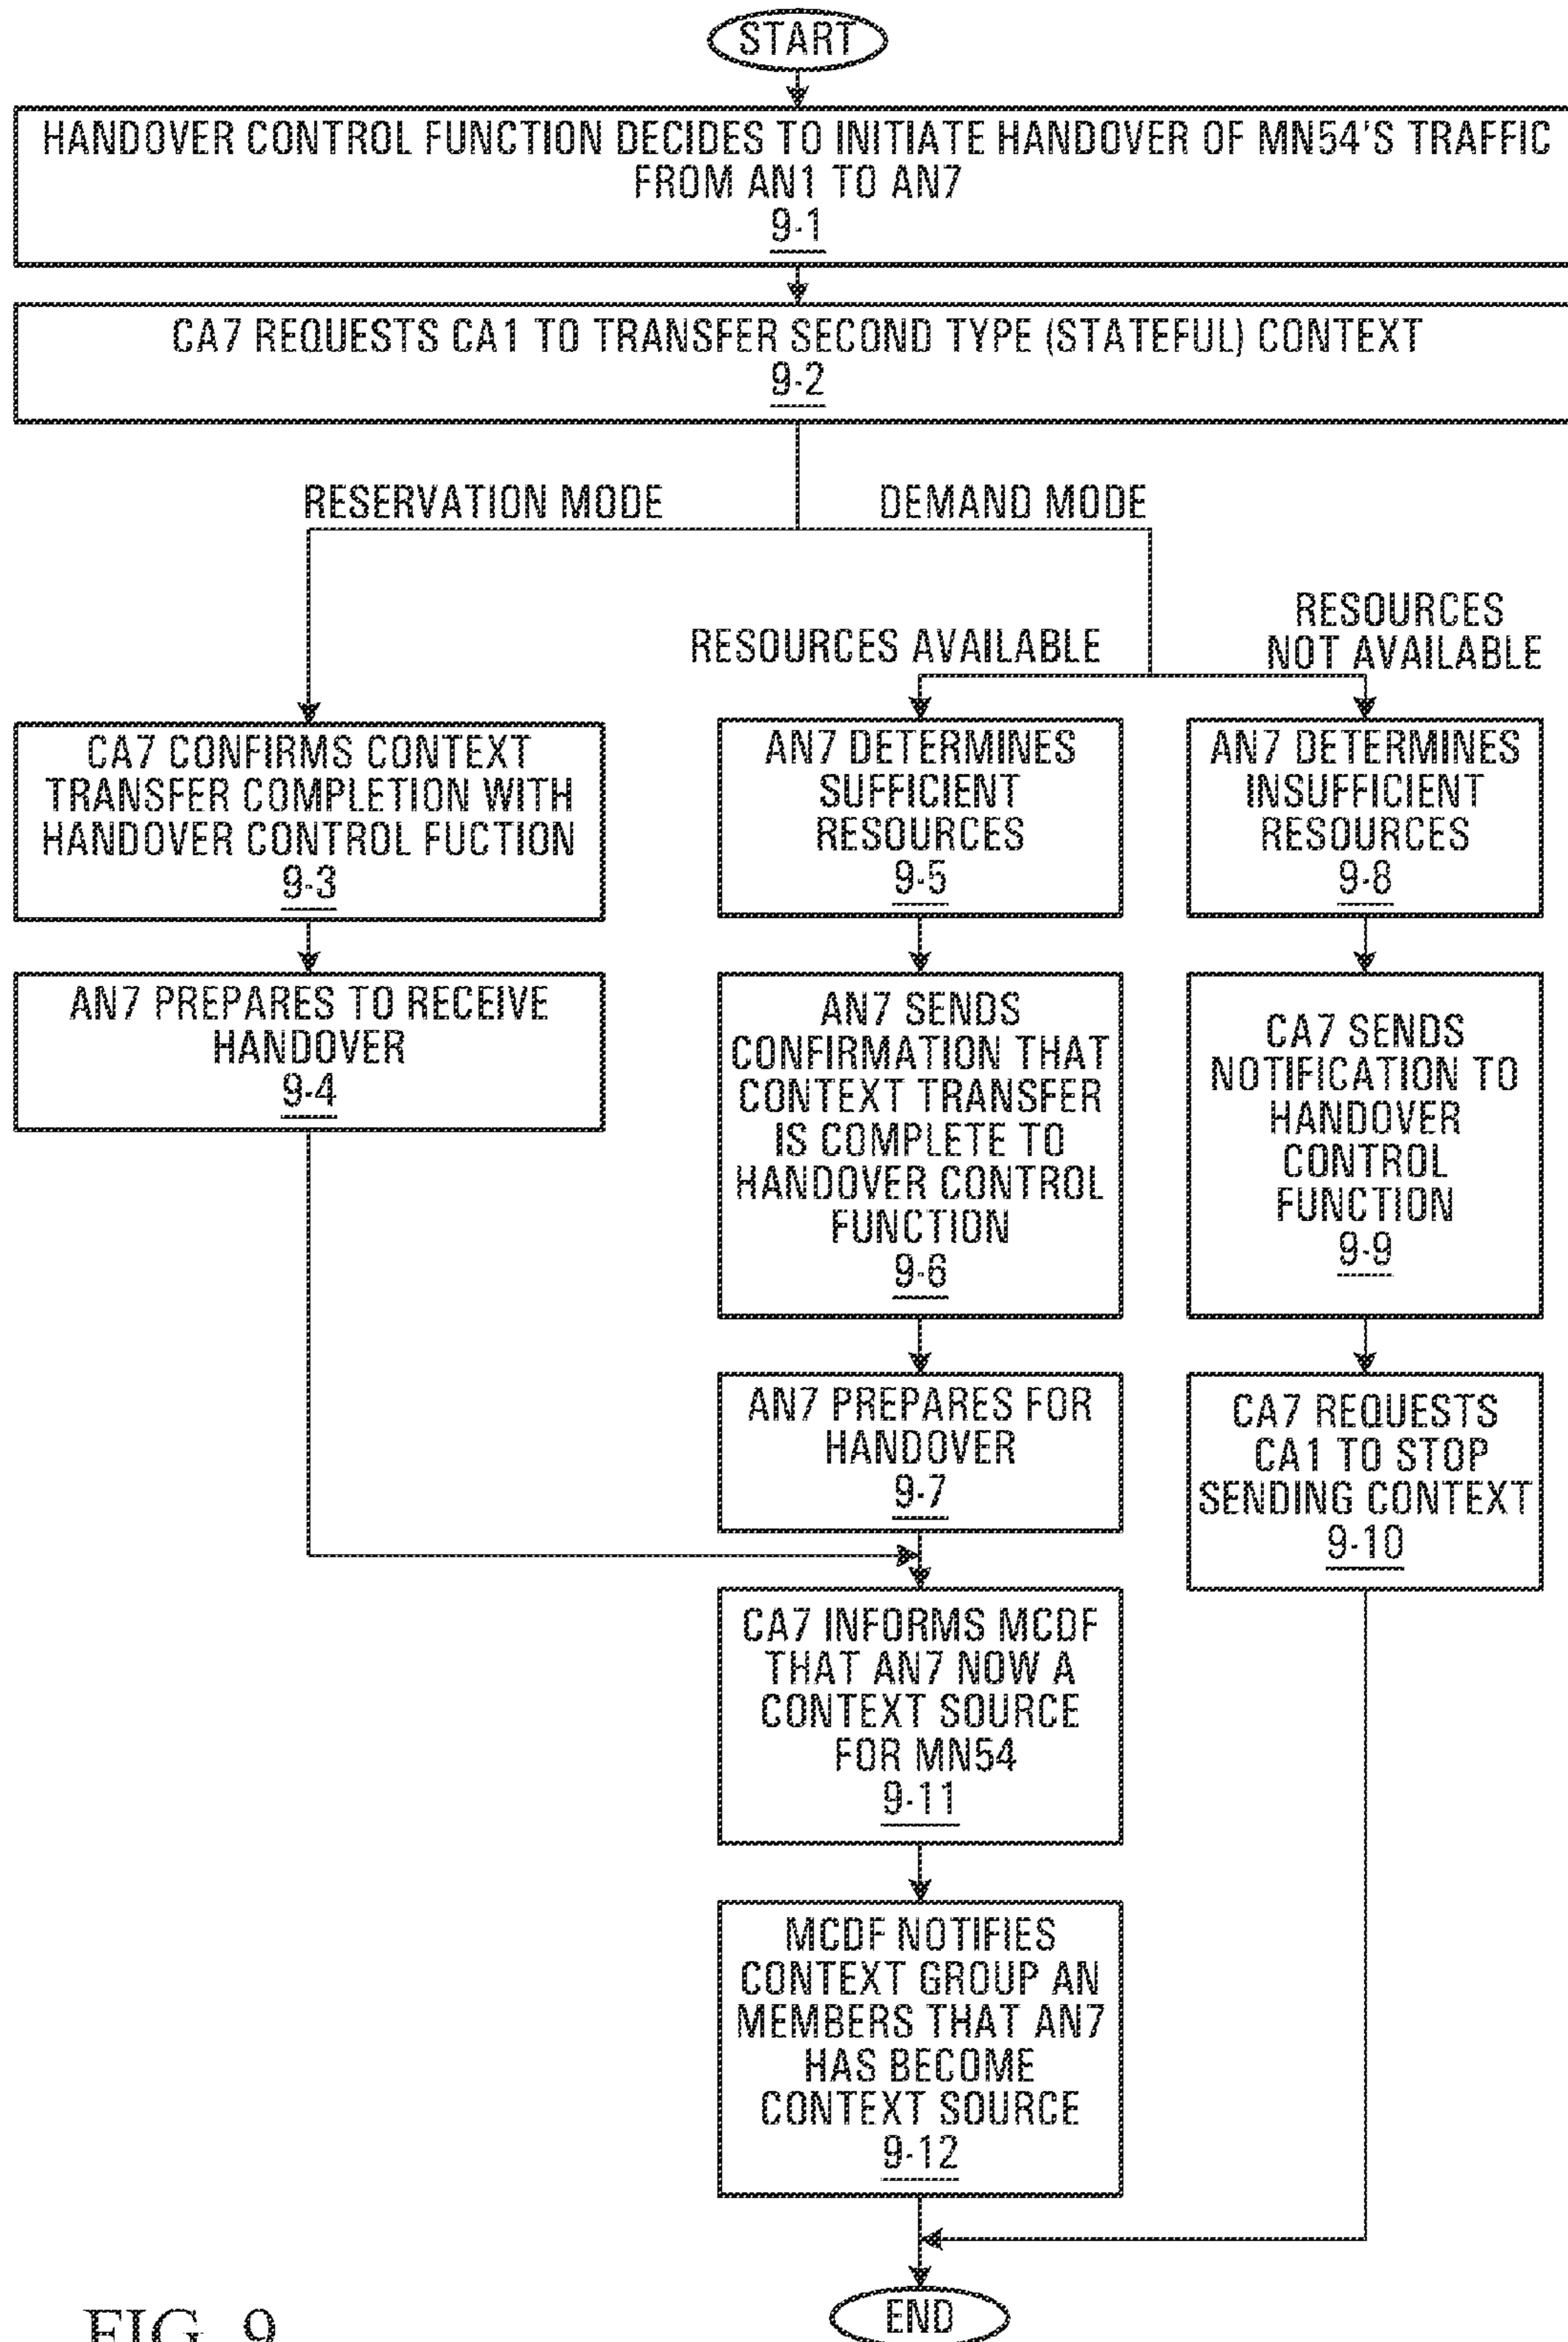 START
HANDOVER CONTROL FUNCTION DECIDES TO INITIATE HANDOVER OF MN54'S TRAFFIC
FROM AN1 TO AN7
9-1
CA7 REQUESTS CA1 TO TRANSFER SECOND TYPE (STATEFUL) CONTEXT
9-2
RESERVATION MODE
DEMAND MODE
RESOURCES AVAILABLE
RESOURCES
NOT AVAILABLE
CA7 CONFIRMS CONTEXT
TRANSFER COMPLETION WITH
HANDOVER CONTROL FUCTION
9-3
AN7 PREPARES TO RECEIVE
HANDOVER
9-4
AN7 DETERMINES
SUFFICIENT
RESOURCES
9-5
AN7 SENDS
CONFIRMATION THAT
CONTEXT TRANSFER
IS COMPLETE TO
HANDOVER CONTROL
FUNCTION
9-6
AN7 PREPARES FOR
HANDOVER
9-7
AN7 DETERMINES
INSUFFICIENT
RESOURCES
9-8
CA7 SENDS
NOTIFICATION TO
HANDOVER
CONTROL
FUNCTION
9-9
CA7 REQUESTS
CA1 TO STOP
SENDING CONTEXT
9-10
CA7 INFORMS MCDF
THAT AN7 NOW A
CONTEXT SOURCE
FOR MN54
9-11
MCDF NOTIFIES
CONTEXT GROUP AN
MEMBERS THAT AN7
HAS BECOME
CONTEXT SOURCE
9-12
END
FIG. 9